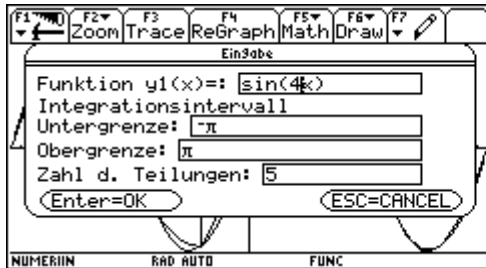 F1 F2 Zoom F3 Trace F4 ReGraph F5 Math F6 Draw F7
Eingabe
Funktion y1(x)=: sin(4x)
Integrationsintervall
Untergrenze: -π
Obergrenze: π
Zahl d. Teilungen: 5
Enter=OK ESC=CANCEL
NUMERIIN RAD AUTO FUNC